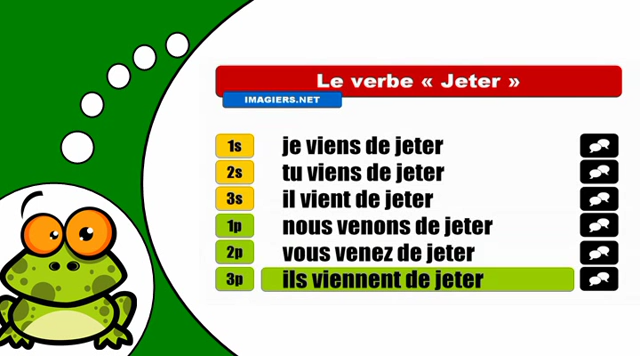 Le verbe « Jeter »
IMAGIERS.NET
1s je viens de jeter
2s tu viens de jeter
3s il vient de jeter
1p nous venons de jeter
2p vous venez de jeter
3p ils viennent de jeter